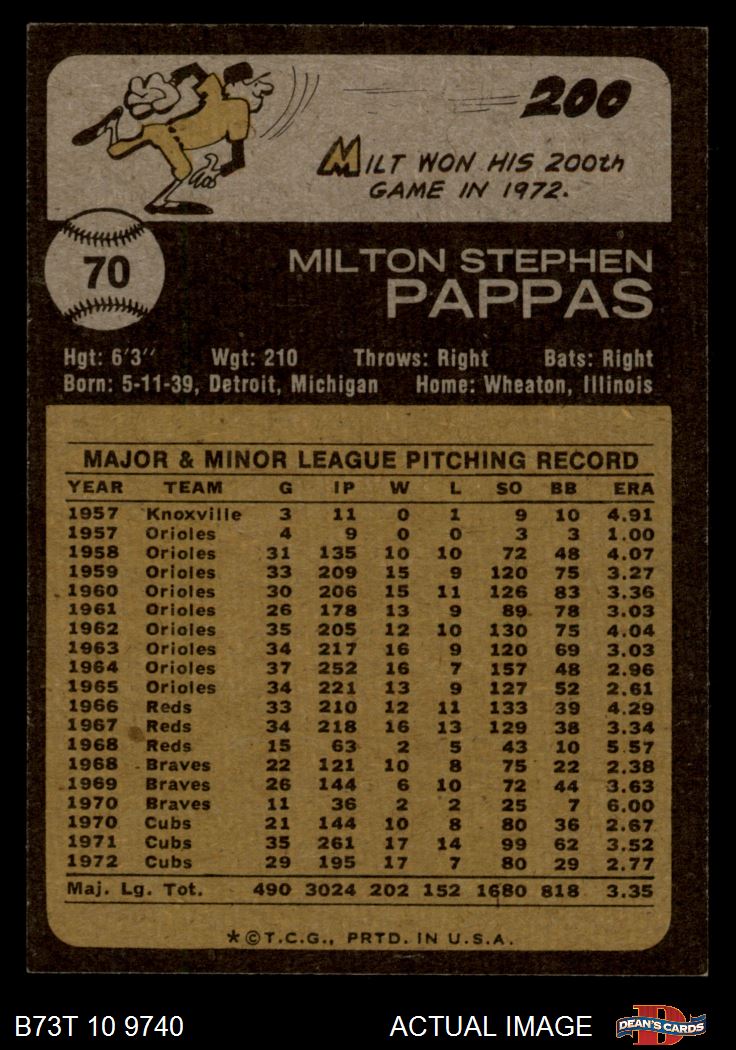 200
MILT WON HIS 200th
GAME IN 1972.
70
MILTON STEPHEN
PAPPAS
Hgt: 6'3" Wgt: 210 Throws: Right Bats: Right
Born: 5-11-39, Detroit, Michigan Home: Wheaton, Illinois
MAJOR & MINOR LEAGUE PITCHING RECORD
YEAR TEAM G IP W L SO BB ERA
1957 Knoxville 3 11 0 1 9 10 4.91
1957 Orioles 4 9 0 0 3 3 1.00
1958 Orioles 31 135 10 10 72 48 4.07
1959 Orioles 33 209 15 9 120 75 3.27
1960 Orioles 30 206 15 11 126 83 3.36
1961 Orioles 26 178 13 9 89 78 3.03
1962 Orioles 35 205 12 10 130 75 4.04
1963 Orioles 34 217 16 9 120 69 3.03
1964 Orioles 37 252 16 7 157 48 2.96
1965 Orioles 34 221 13 9 127 52 2.61
1966 Reds 33 210 12 11 133 39 4.29
1967 Reds 34 218 16 13 129 38 3.34
1968 Reds 15 63 2 5 43 10 5.57
1968 Braves 22 121 10 8 75 22 2.38
1969 Braves 26 144 6 10 72 44 3.63
1970 Braves 11 36 2 2 25 7 6.00
1970 Cubs 21 144 10 8 80 36 2.67
1971 Cubs 35 261 17 14 99 62 3.52
1972 Cubs 29 195 17 7 80 29 2.77
Maj. Lg. Tot. 490 3024 202 152 1680 818 3.35
*©T.C.G., PRTD. IN U.S.A.
B73T 10 9740 ACTUAL IMAGE D DEAN'S CARDS